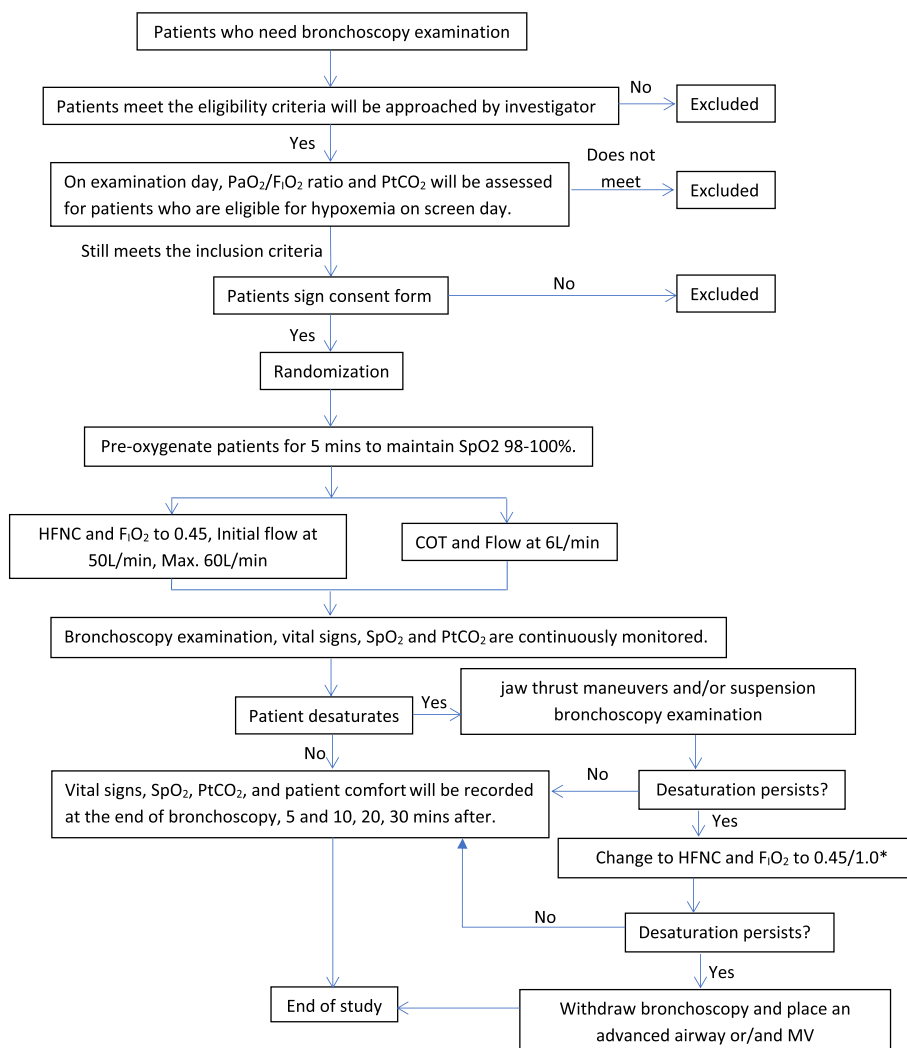 Patients who need bronchoscopy examination
No
Patients meet the eligibility criteria will be approached by investigator
Excluded
Yes
Does not
meet
On examination day, PaO₂/FᵢO₂ ratio and PtCO₂ will be assessed
for patients who are eligible for hypoxemia on screen day.
Excluded
Still meets the inclusion criteria
No
Patients sign consent form
Excluded
Yes
Randomization
Pre-oxygenate patients for 5 mins to maintain SpO2 98-100%.
HFNC and FᵢO₂ to 0.45, Initial flow at
50L/min, Max. 60L/min
COT and Flow at 6L/min
Bronchoscopy examination, vital signs, SpO₂ and PtCO₂ are continuously monitored.
Patient desaturates
Yes
jaw thrust maneuvers and/or suspension
bronchoscopy examination
No
Vital signs, SpO₂, PtCO₂, and patient comfort will be recorded
at the end of bronchoscopy, 5 and 10, 20, 30 mins after.
No
Desaturation persists?
Yes
Change to HFNC and FᵢO₂ to 0.45/1.0*
No
Desaturation persists?
Yes
End of study
Withdraw bronchoscopy and place an
advanced airway or/and MV